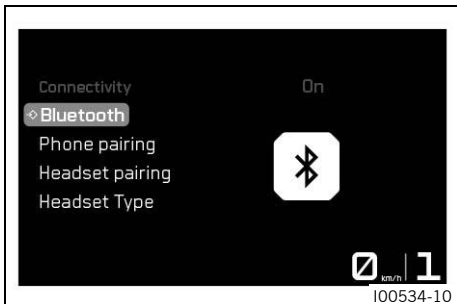 Connectivity On
Bluetooth
Phone pairing
Headset pairing
Headset Type
0 km/h 1
I00534-10